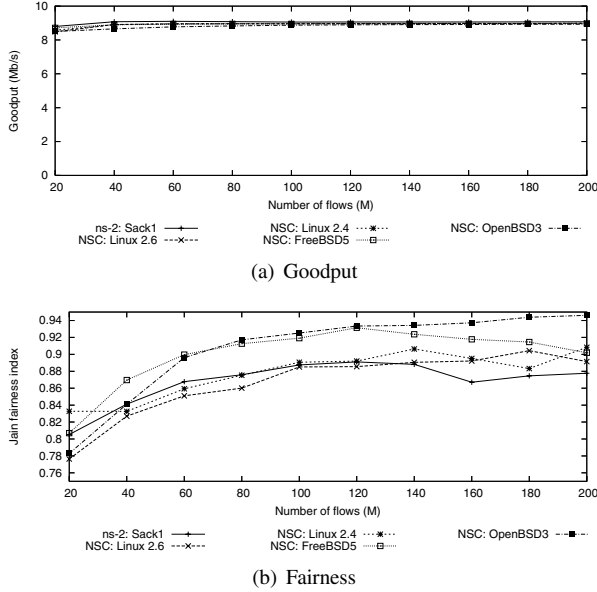 10
8
6
4
2
0
Goodput (Mb/s)
20 40 60 80 100 120 140 160 180 200
Number of flows (M)
ns-2: Sack1 NSC: Linux 2.4 NSC: OpenBSD3
NSC: Linux 2.6 NSC: FreeBSD5
(a) Goodput
0.94
0.92
0.9
0.88
0.86
0.84
0.82
0.8
0.78
0.76
Jain fairness index
20 40 60 80 100 120 140 160 180 200
Number of flows (M)
ns-2: Sack1 NSC: Linux 2.4 NSC: OpenBSD3
NSC: Linux 2.6 NSC: FreeBSD5
(b) Fairness